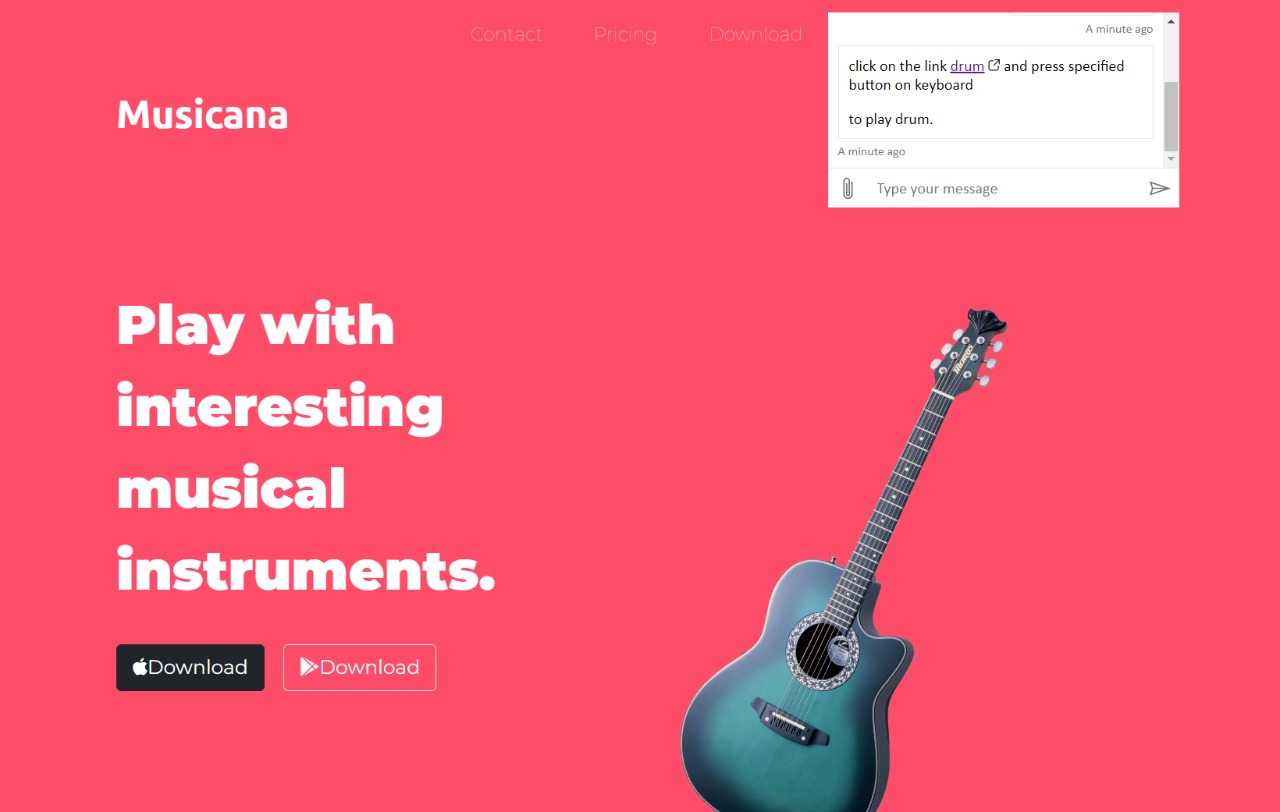 Contact Pricing Download
A minute ago
click on the link drum and press specified
button on keyboard
to play drum.
A minute ago
Type your message
Musicana
Play with
interesting
musical
instruments.
Download Download